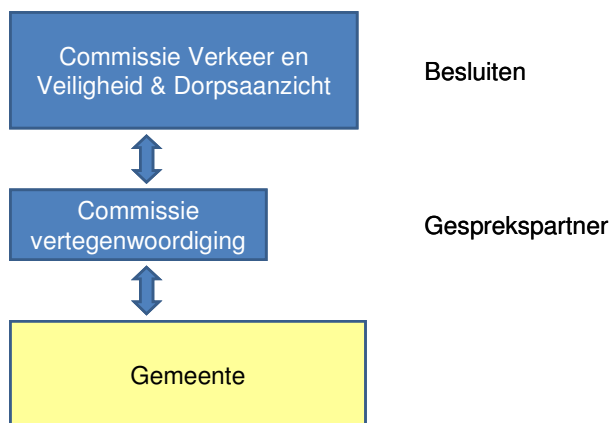 Commissie Verkeer en
Veiligheid & Dorpsaanzicht
Besluiten
Commissie
vertegenwoordiging
Gesprekspartner
Gemeente